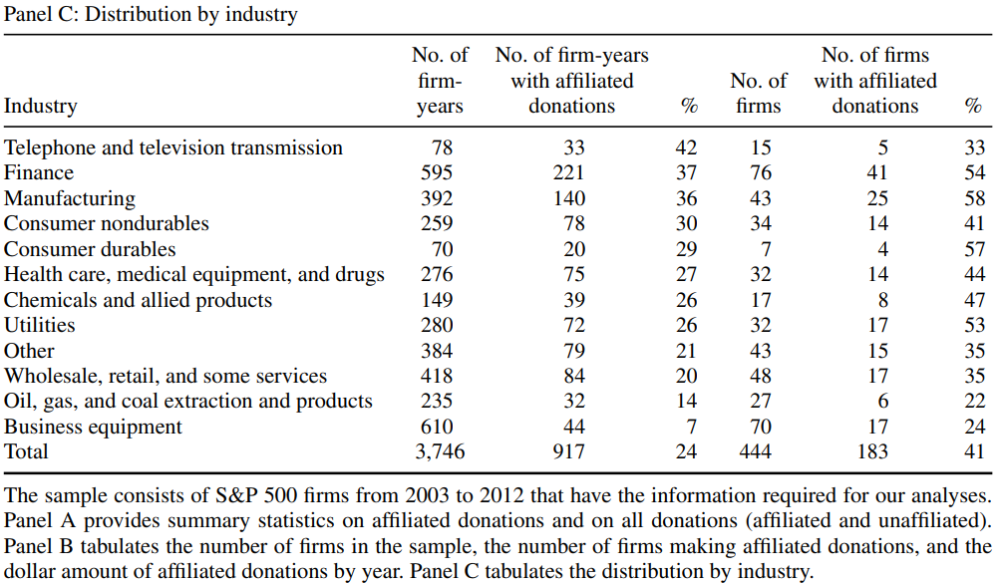 Panel C: Distribution by industry
No. of No. of firm-years No. of firms
firm- with affiliated No. of with affiliated
Industry years donations % firms donations %
Telephone and television transmission 78 33 42 15 5 33
Finance 595 221 37 76 41 54
Manufacturing 392 140 36 43 25 58
Consumer nondurables 259 78 30 34 14 41
Consumer durables 70 20 29 7 4 57
Health care, medical equipment, and drugs 276 75 27 32 14 44
Chemicals and allied products 149 39 26 17 8 47
Utilities 280 72 26 32 17 53
Other 384 79 21 43 15 35
Wholesale, retail, and some services 418 84 20 48 17 35
Oil, gas, and coal extraction and products 235 32 14 27 6 22
Business equipment 610 44 7 70 17 24
Total 3,746 917 24 444 183 41
The sample consists of S&P 500 firms from 2003 to 2012 that have the information required for our analyses.
Panel A provides summary statistics on affiliated donations and on all donations (affiliated and unaffiliated).
Panel B tabulates the number of firms in the sample, the number of firms making affiliated donations, and the
dollar amount of affiliated donations by year. Panel C tabulates the distribution by industry.